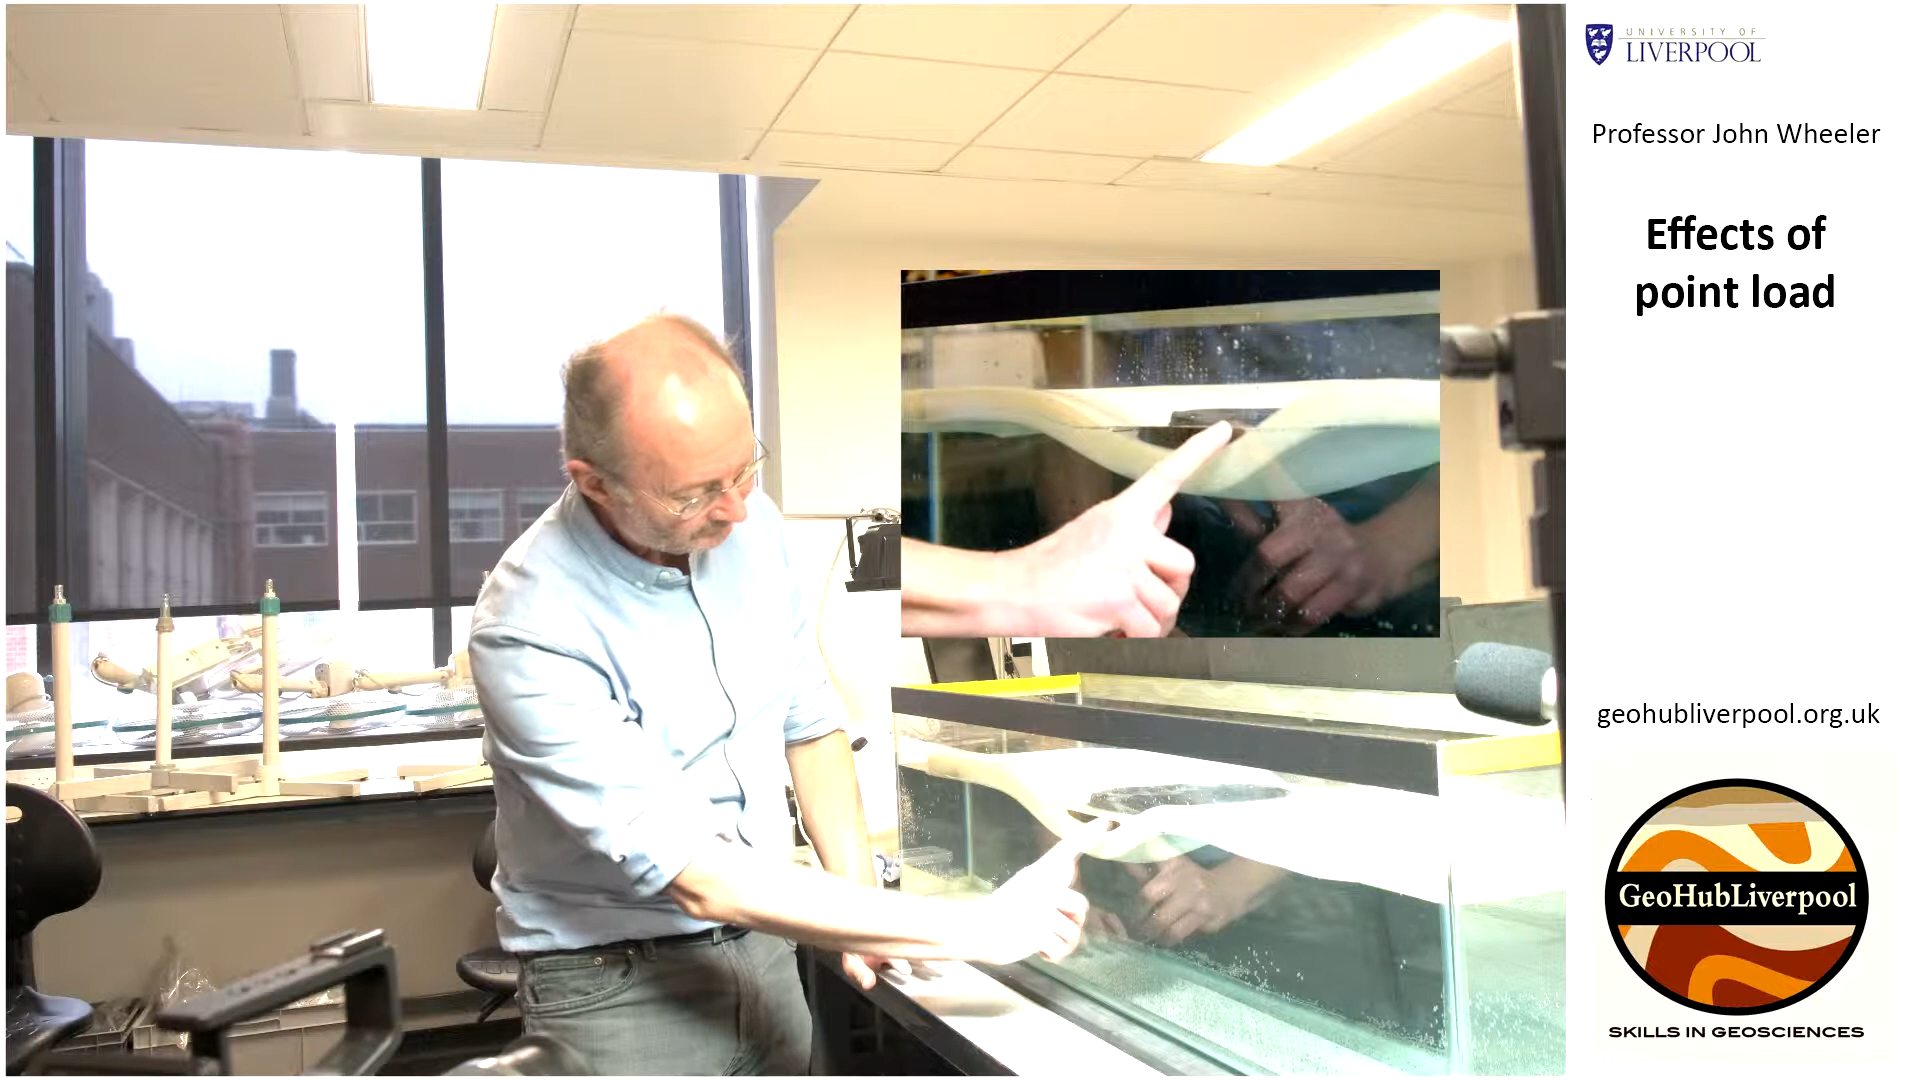 UNIVERSITY OF
LIVERPOOL
Professor John Wheeler
Effects of
point load
geohubliverpool.org.uk
GeoHubLiverpool
SKILLS IN GEOSCIENCES